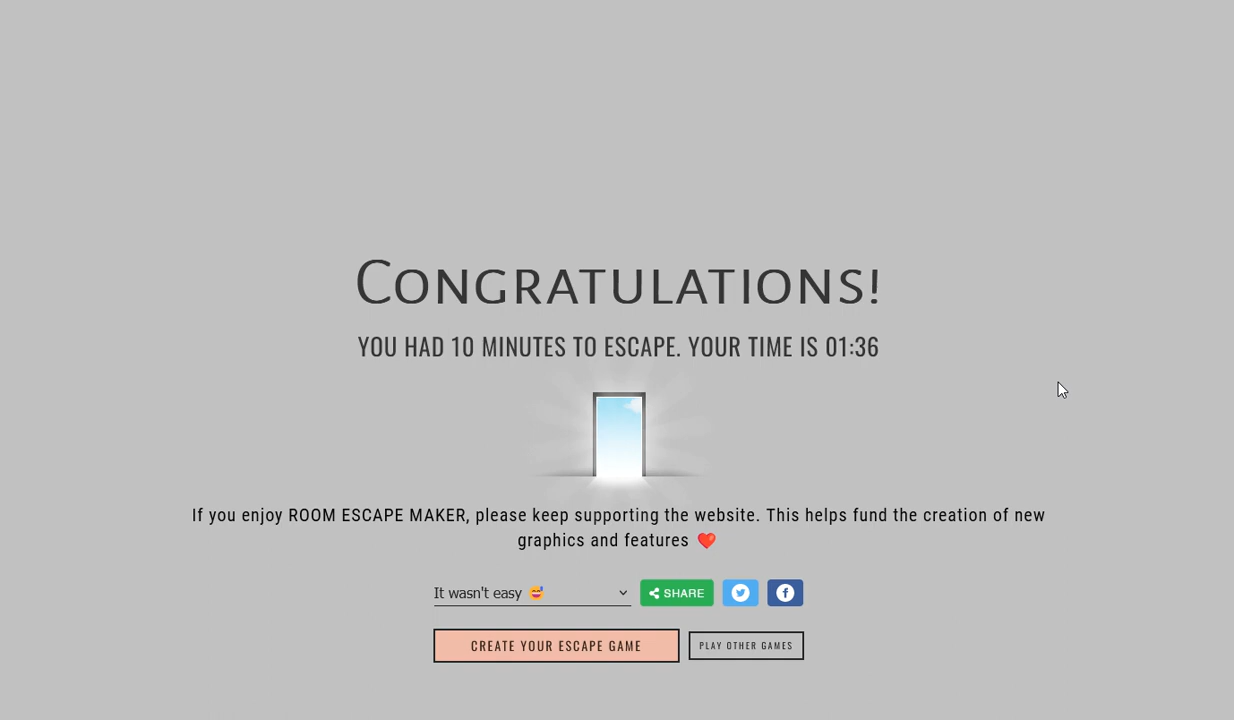 CONGRATULATIONS!
YOU HAD 10 MINUTES TO ESCAPE. YOUR TIME IS 01:36
If you enjoy ROOM ESCAPE MAKER, please keep supporting the website. This helps fund the creation of new
graphics and features ❤️
It wasn't easy 😅
SHARE
CREATE YOUR ESCAPE GAME
PLAY OTHER GAMES